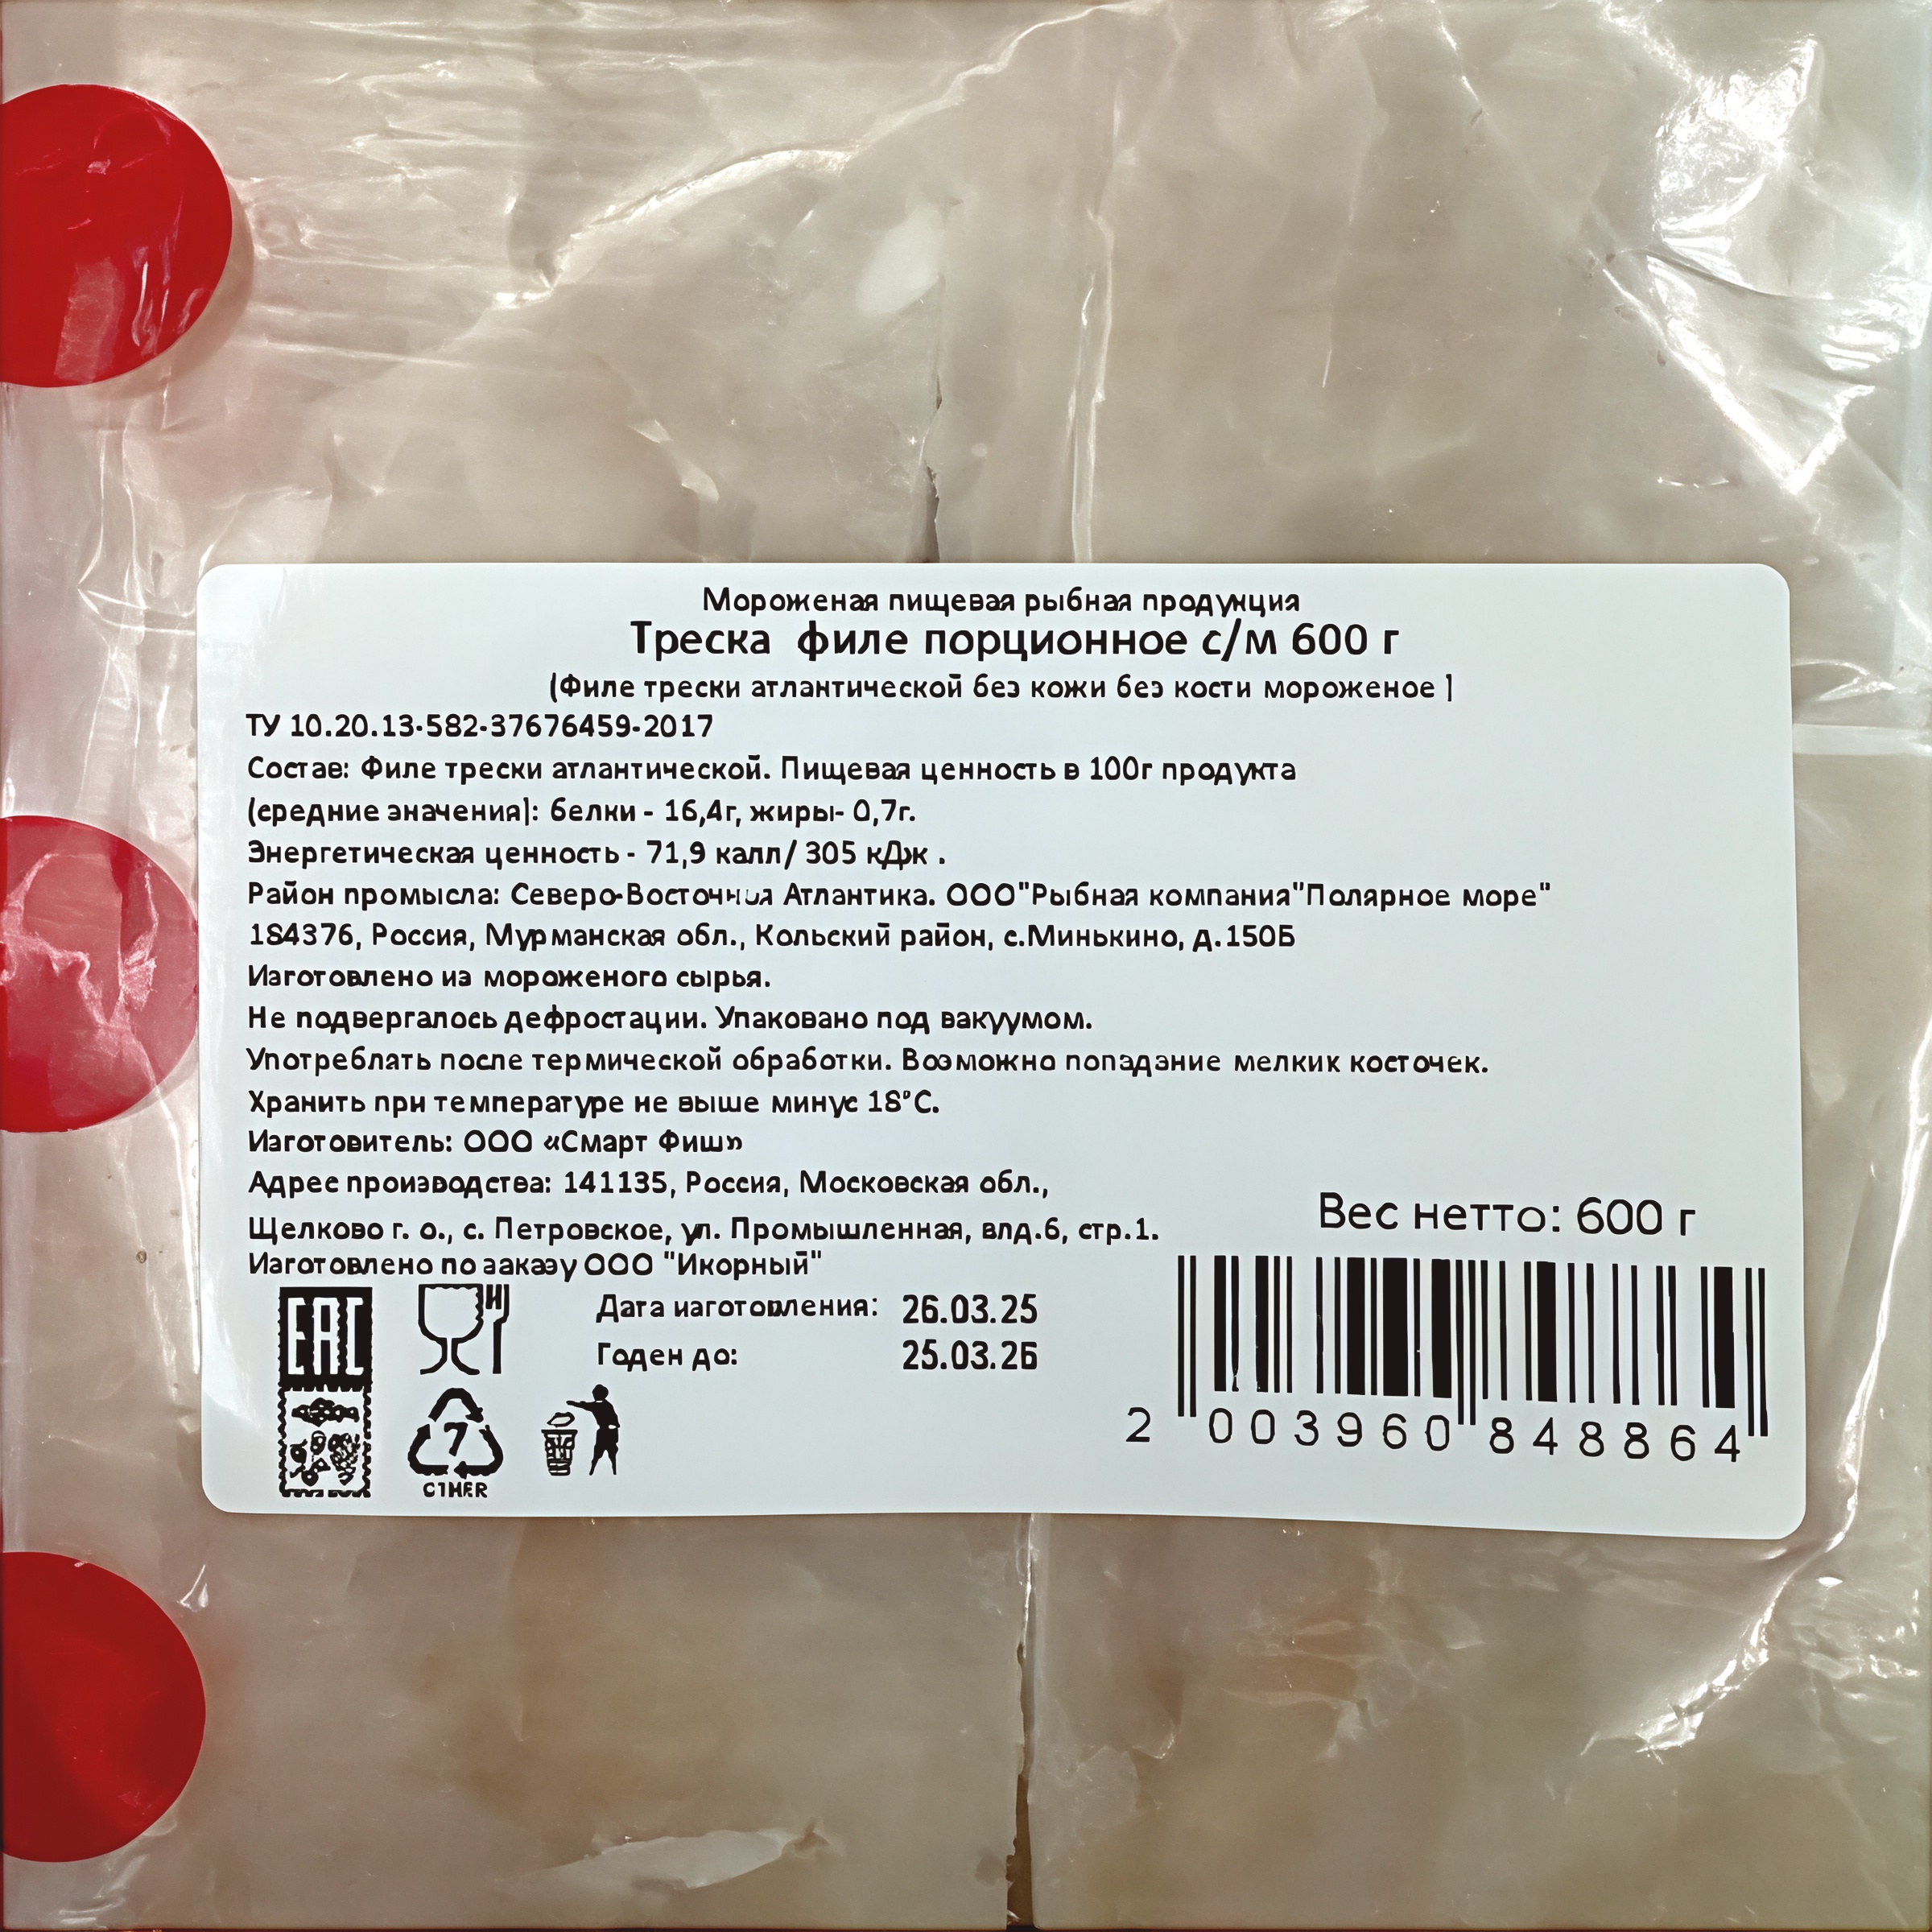 Мороженая пищевая рыбная продукция
Треска филе порционное с/м 600 г
(Филе трески атлантической без кожи без кости мороженое )
ТУ 10.20.13-582-37676459-2017
Состав: Филе трески атлантической. Пищевая ценность в 100г продукта
(средние значения): белки - 16,4г, жиры- 0,7г.
Энергетическая ценность - 71,9 калл/ 305 кДж .
Район промысла: Северо-Восточная Атлантика. ООО"Рыбная компания"Полярное море"
184376, Россия, Мурманская обл., Кольский район, с.Минькино, д.150Б
Изготовлено из мороженого сырья.
Не подвергалось дефростации. Упаковано под вакуумом.
Употреблать после термической обработки. Возможно попадание мелких косточек.
Хранить при температуре не выше минус 18°С.
Изготовитель: ООО «Смарт Фиш»
Адрес производства: 141135, Россия, Московская обл.,
Щелково г. о., с. Петровское, ул. Промышленная, влд.6, стр.1.
Изготовлено по заказу ООО "Икорный"
Вес нетто: 600 г
EAC
Дата изготовления: 26.03.25
Годен до: 25.03.26
7
2 003960 848864